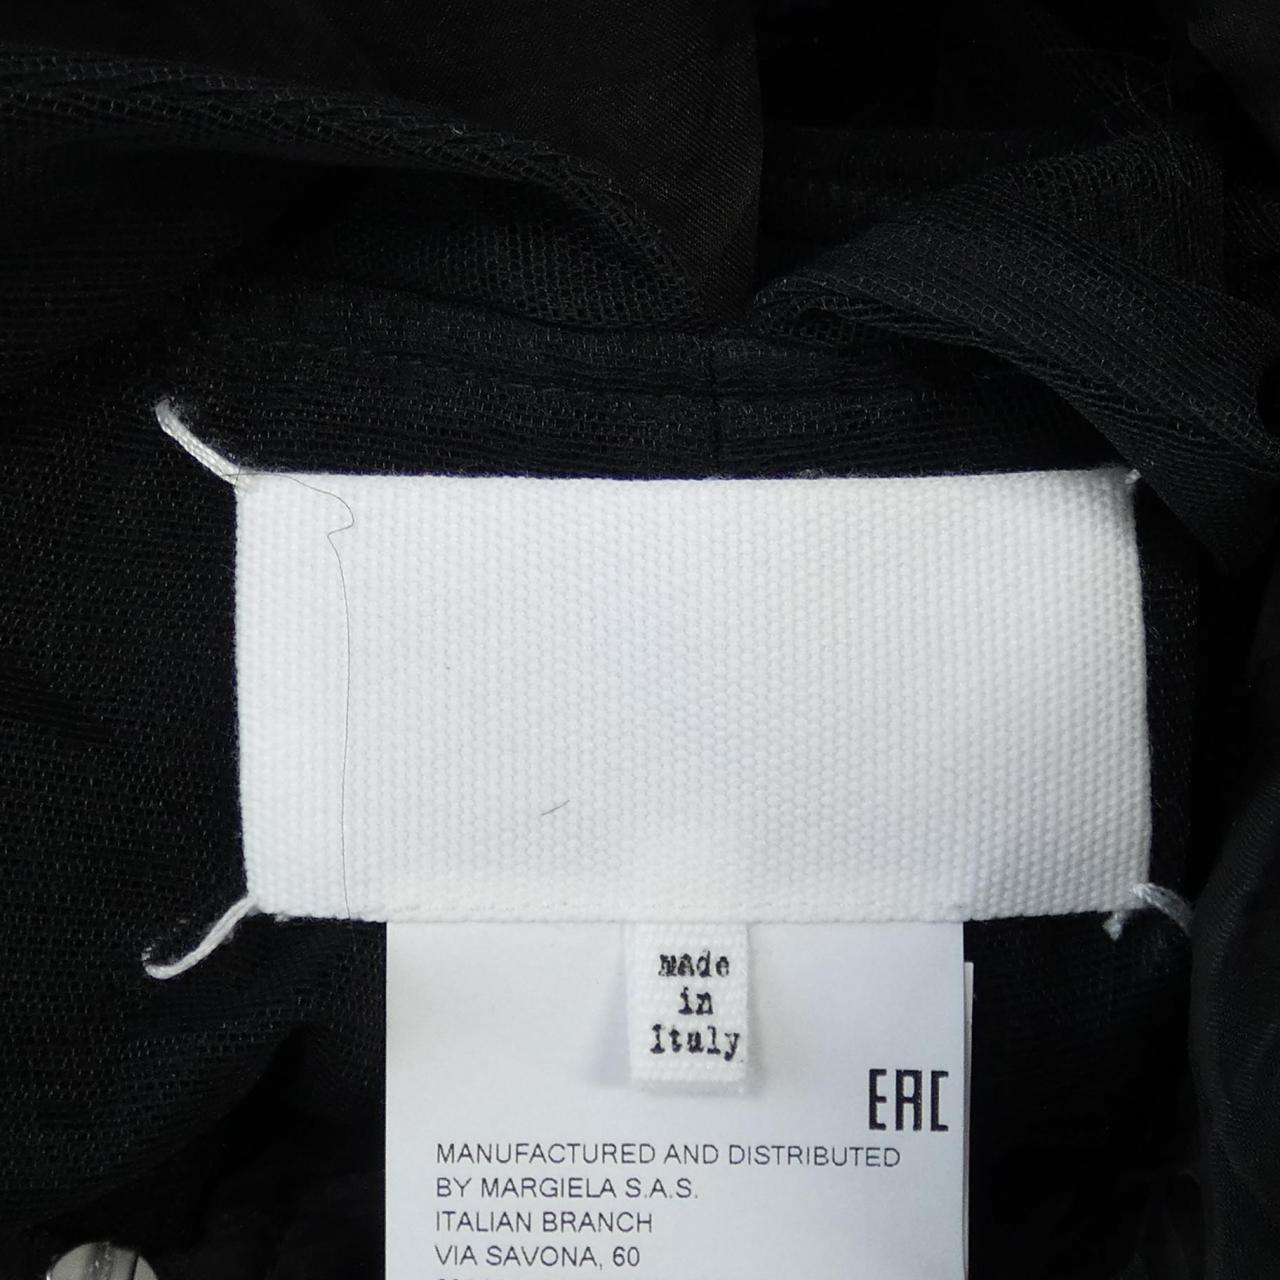 made
in
Italy
EAC
MANUFACTURED AND DISTRIBUTED
BY MARGIELA S.A.S.
ITALIAN BRANCH
VIA SAVONA, 60